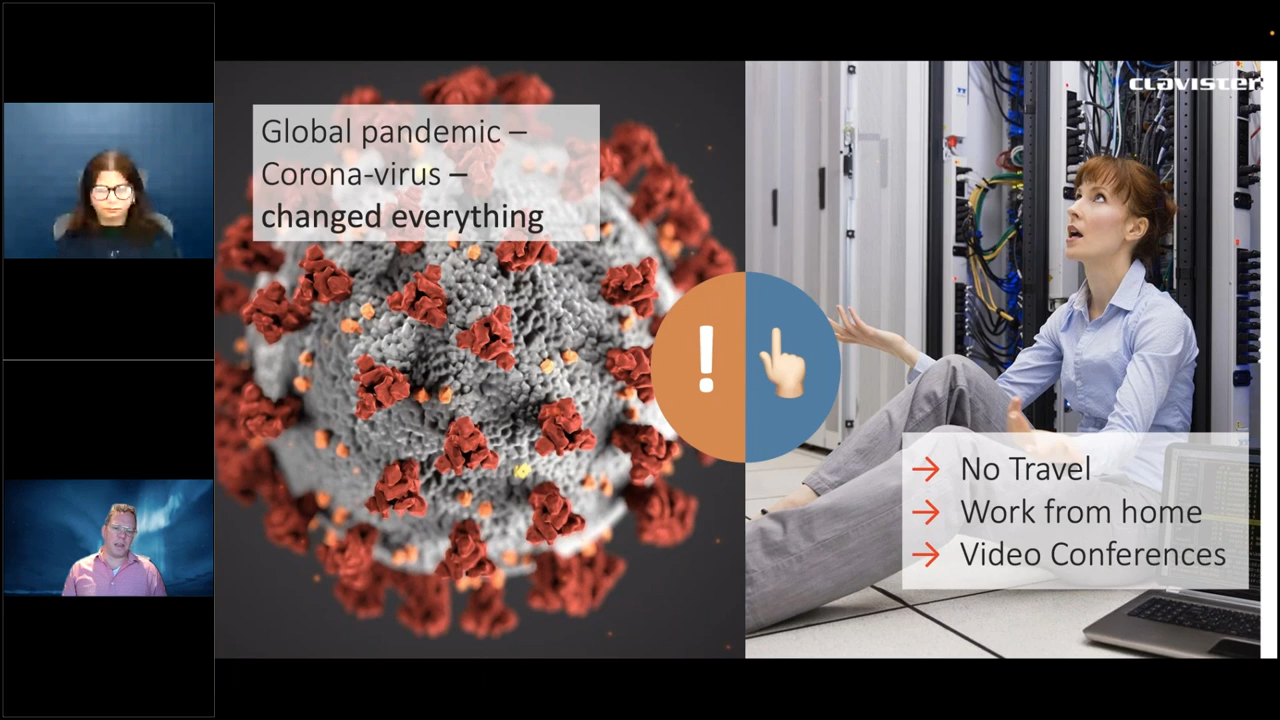 Global pandemic –
Corona-virus –
changed everything
CLAVISTER
!
→ No Travel
→ Work from home
→ Video Conferences